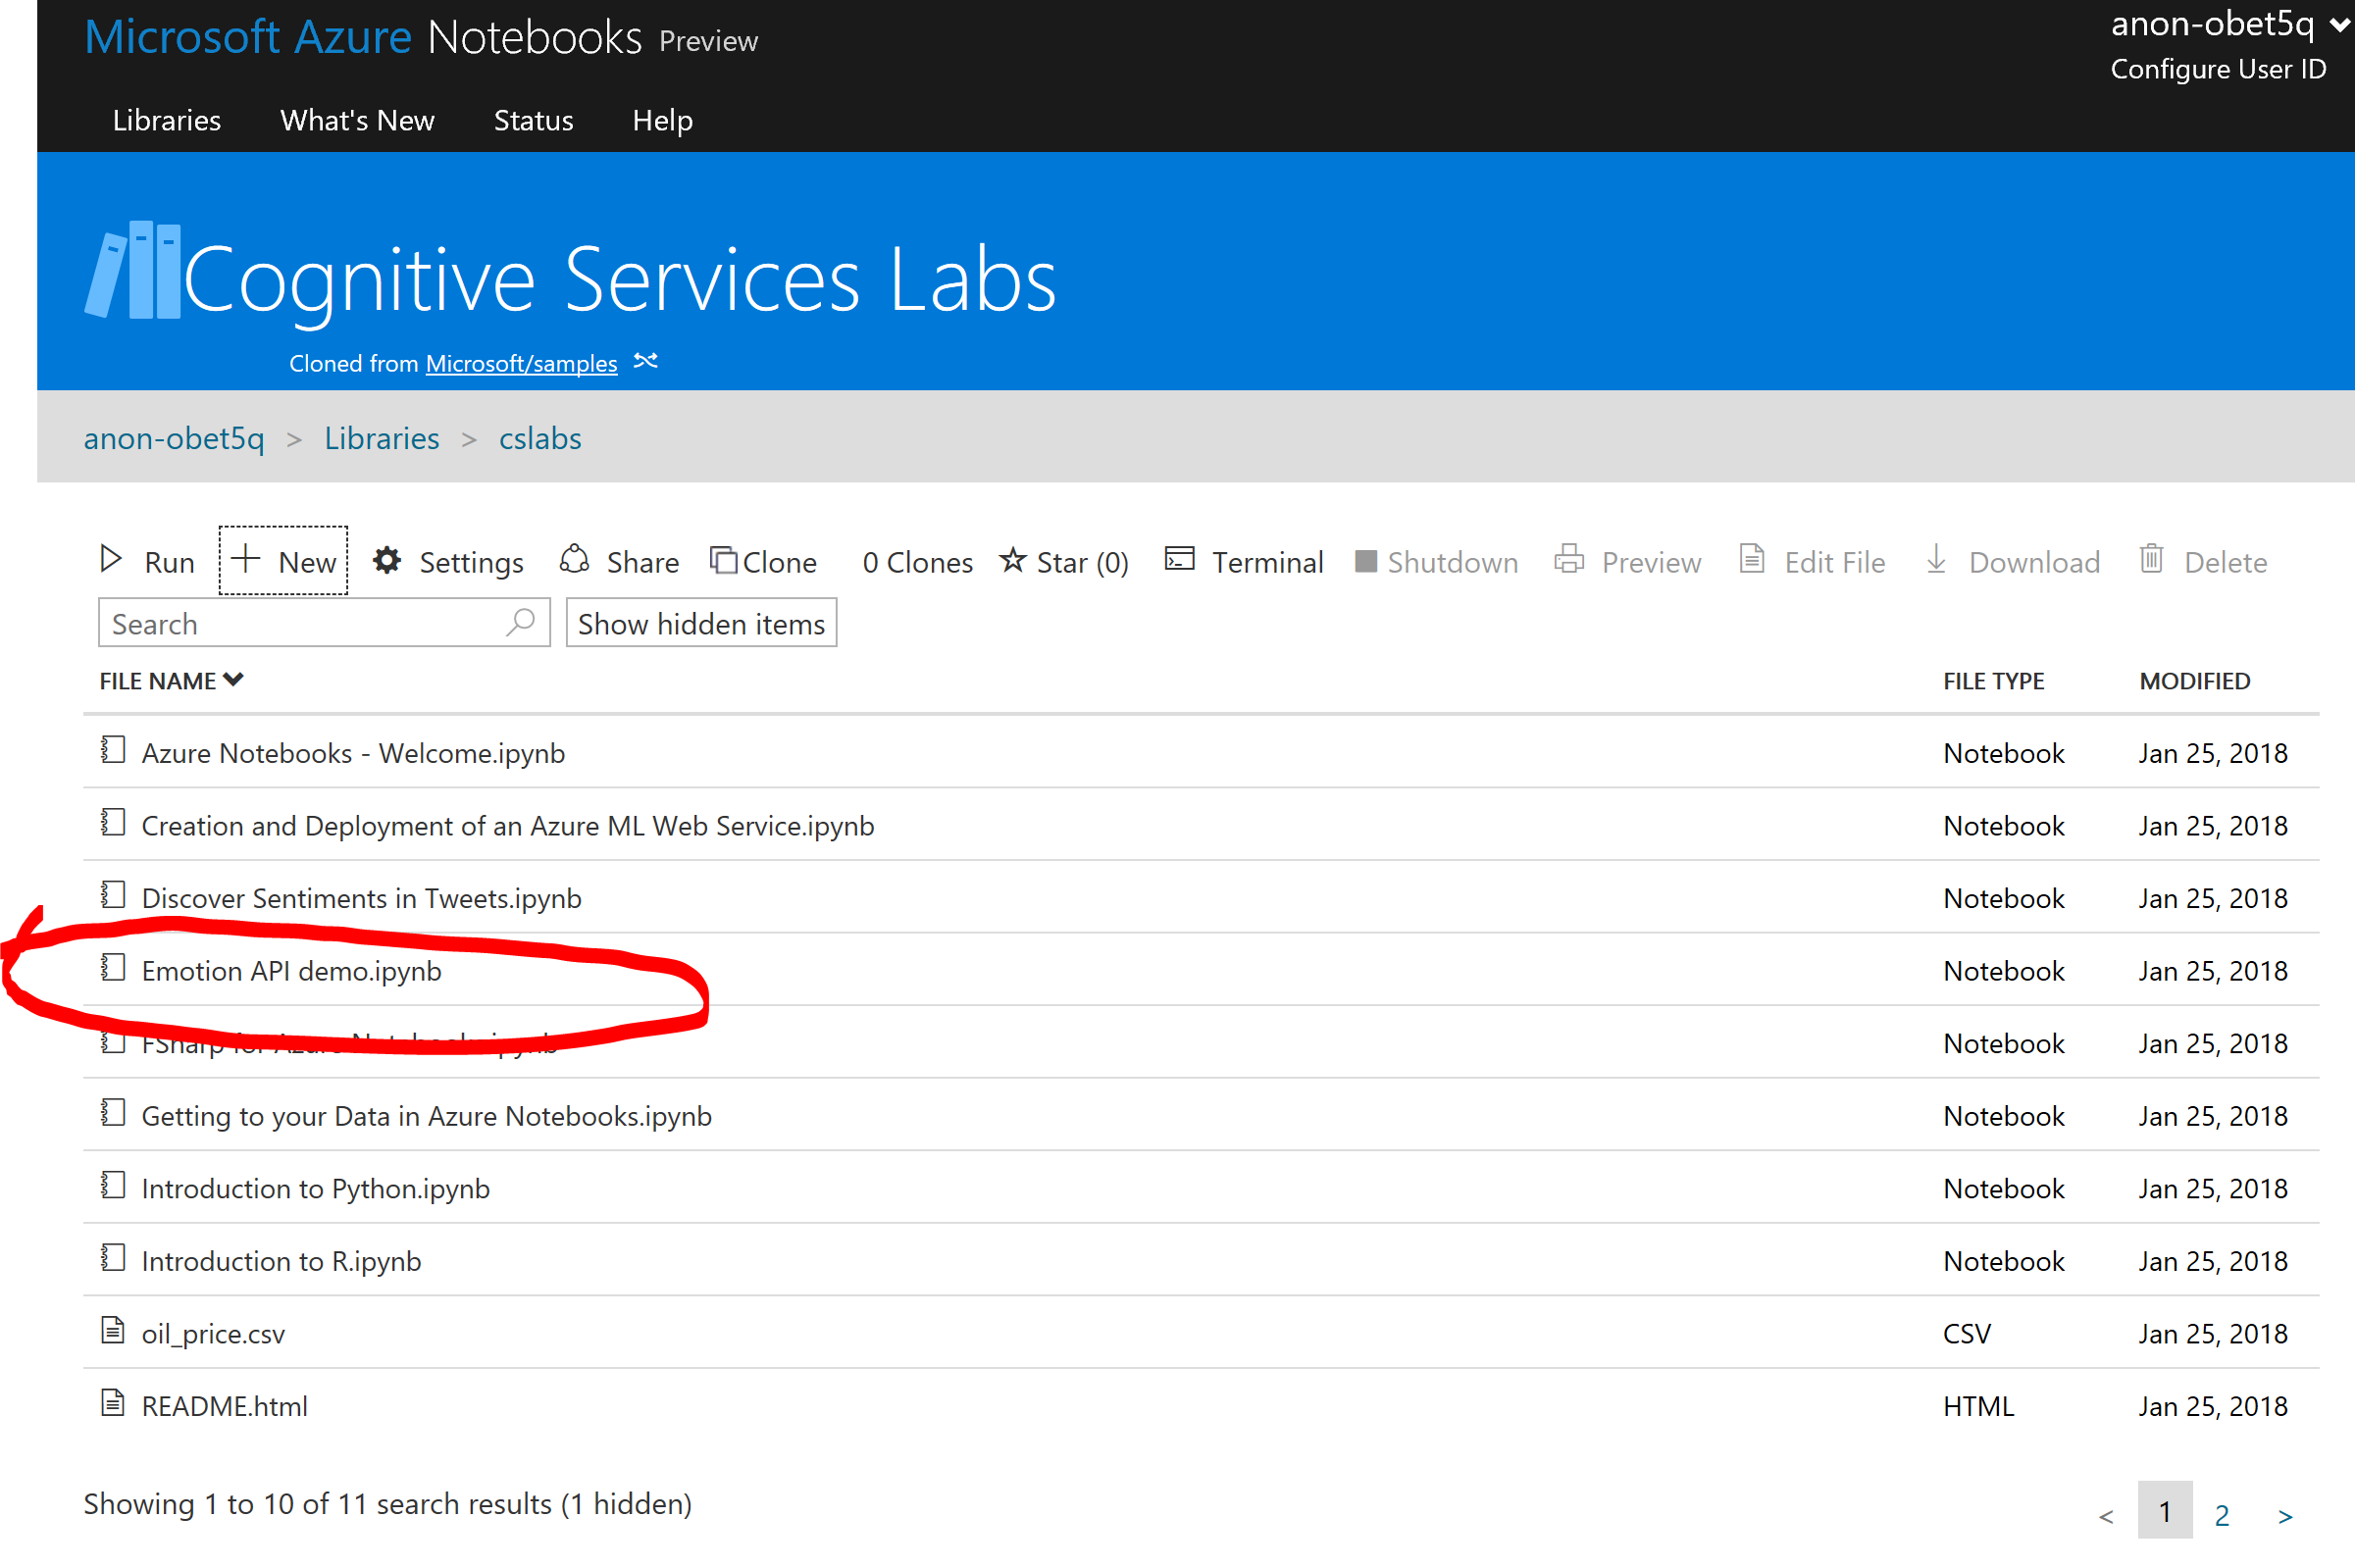 Microsoft Azure Notebooks Preview
anon-obet5q
Configure User ID
Libraries What's New Status Help
Cognitive Services Labs
Cloned from Microsoft/samples
anon-obet5q > Libraries > cslabs
Run New Settings Share Clone 0 Clones Star (0) Terminal Shutdown Preview Edit File Download Delete
Search Show hidden items
FILE NAME FILE TYPE MODIFIED
Azure Notebooks - Welcome.ipynb Notebook Jan 25, 2018
Creation and Deployment of an Azure ML Web Service.ipynb Notebook Jan 25, 2018
Discover Sentiments in Tweets.ipynb Notebook Jan 25, 2018
Emotion API demo.ipynb Notebook Jan 25, 2018
FSharp for Azure Notebooks.ipynb Notebook Jan 25, 2018
Getting to your Data in Azure Notebooks.ipynb Notebook Jan 25, 2018
Introduction to Python.ipynb Notebook Jan 25, 2018
Introduction to R.ipynb Notebook Jan 25, 2018
oil_price.csv CSV Jan 25, 2018
README.html HTML Jan 25, 2018
Showing 1 to 10 of 11 search results (1 hidden) < 1 2 >